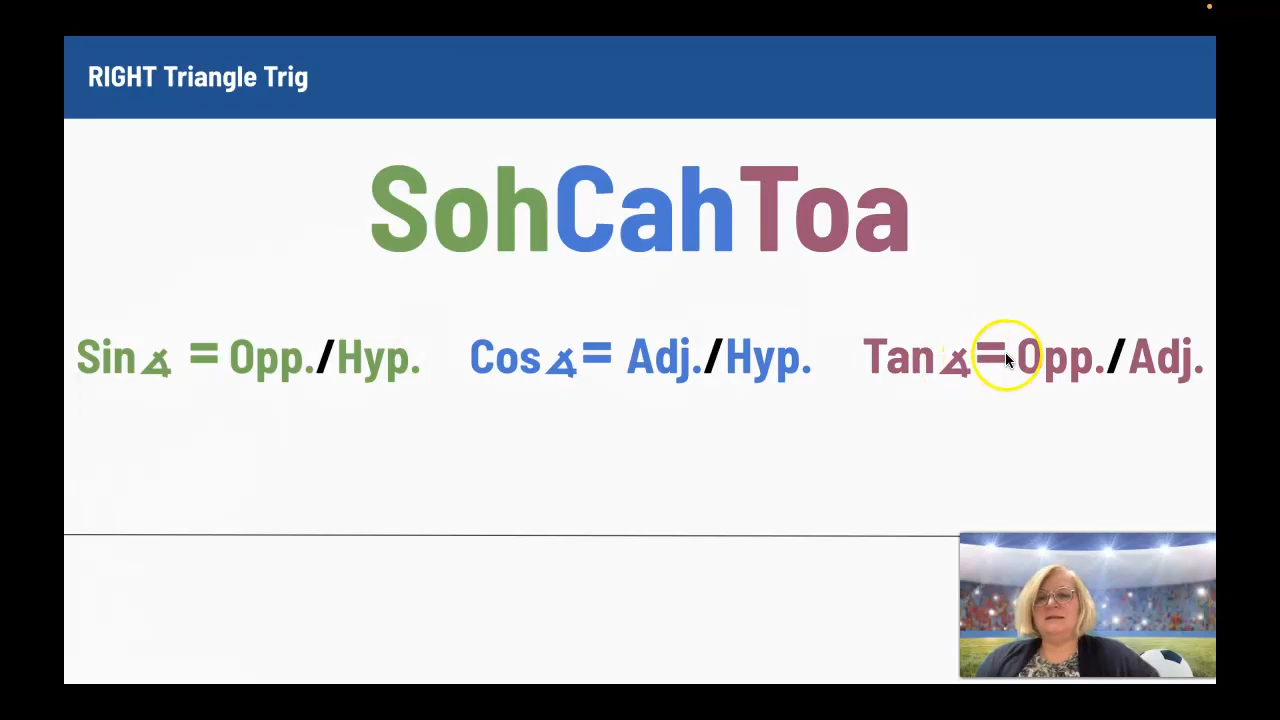 RIGHT Triangle Trig
SohCahToa
Sin∡ = Opp./Hyp. Cos∡= Adj./Hyp. Tan∡=Opp./Adj.